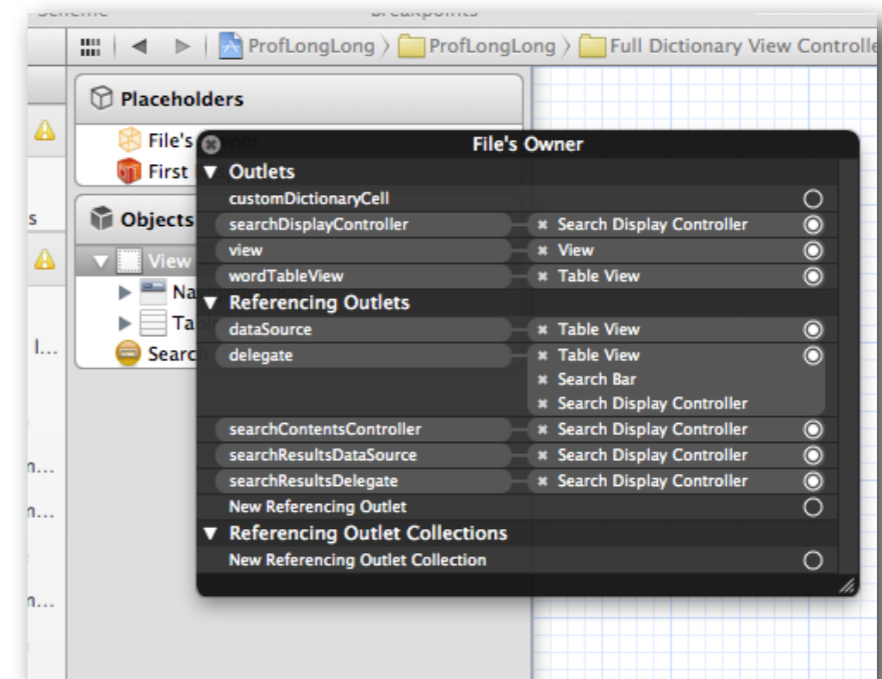 ProfLongLong ProfLongLong Full Dictionary View Controlle
Placeholders
File's
First
Objects
View
Na
Ta
Search
s
l...
n...
n...
n...
File's Owner
Outlets
customDictionaryCell
searchDisplayController Search Display Controller
view View
wordTableView Table View
Referencing Outlets
dataSource Table View
delegate Table View
Search Bar
Search Display Controller
searchContentsController Search Display Controller
searchResultsDataSource Search Display Controller
searchResultsDelegate Search Display Controller
New Referencing Outlet
Referencing Outlet Collections
New Referencing Outlet Collection